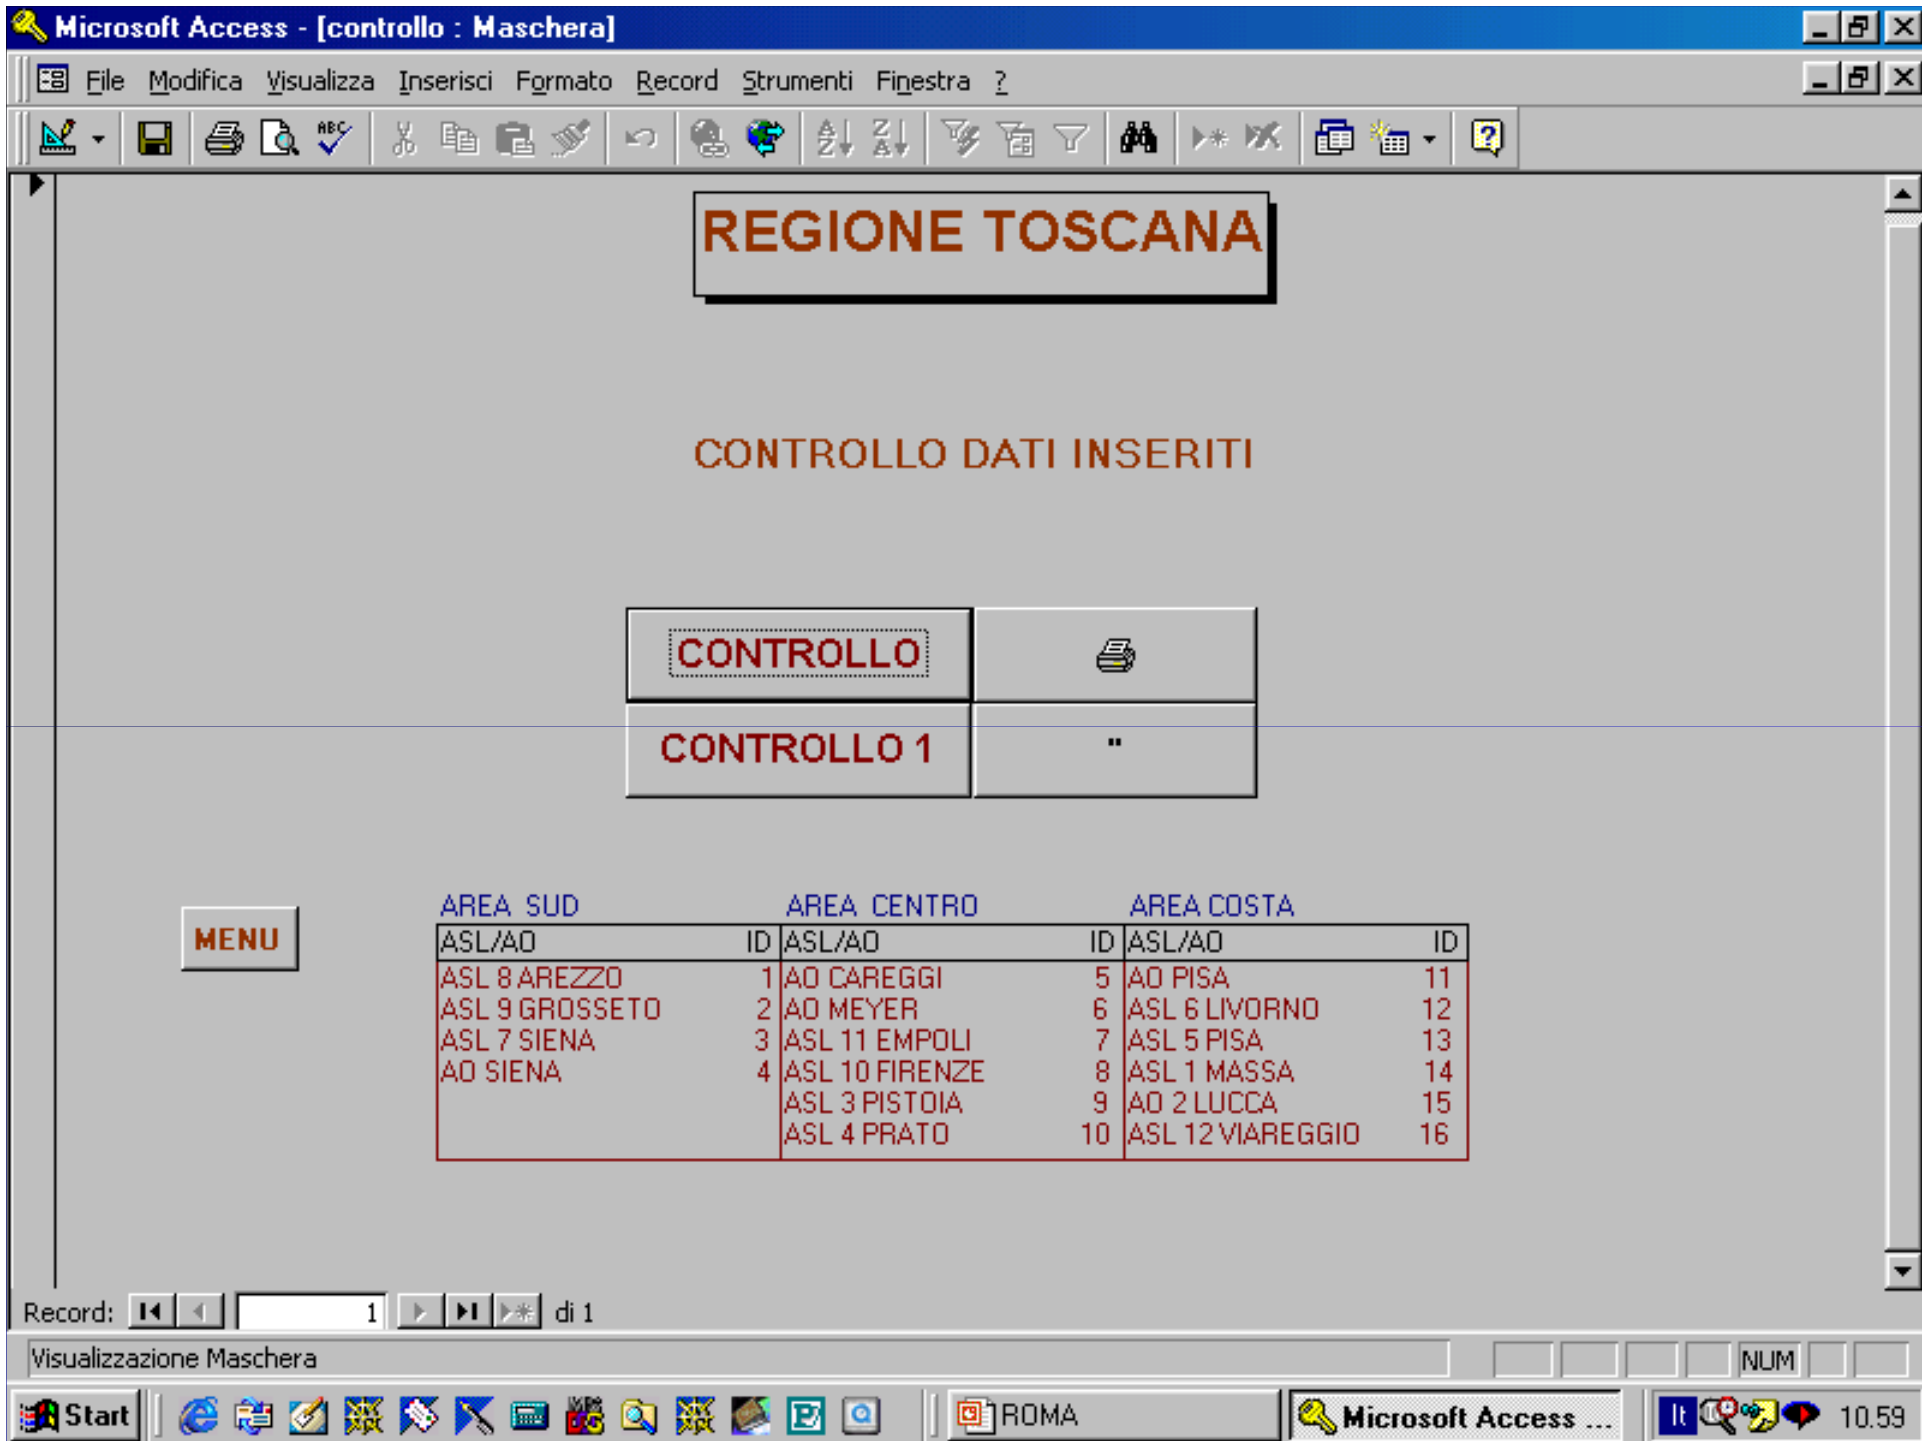 Microsoft Access - [controllo : Maschera]
File Modifica Visualizza Inserisci Formato Record Strumenti Finestra ?
REGIONE TOSCANA
CONTROLLO DATI INSERITI
CONTROLLO
CONTROLLO 1 "
MENU
AREA SUD AREA CENTRO AREA COSTA
ASL/AO ID ASL/AO ID ASL/AO ID
ASL 8 AREZZO 1 AO CAREGGI 5 AO PISA 11
ASL 9 GROSSETO 2 AO MEYER 6 ASL 6 LIVORNO 12
ASL 7 SIENA 3 ASL 11 EMPOLI 7 ASL 5 PISA 13
AO SIENA 4 ASL 10 FIRENZE 8 ASL 1 MASSA 14
ASL 3 PISTOIA 9 AO 2 LUCCA 15
ASL 4 PRATO 10 ASL 12 VIAREGGIO 16
Record: 1 di 1
Visualizzazione Maschera NUM
Start ROMA Microsoft Access ... It 10.59